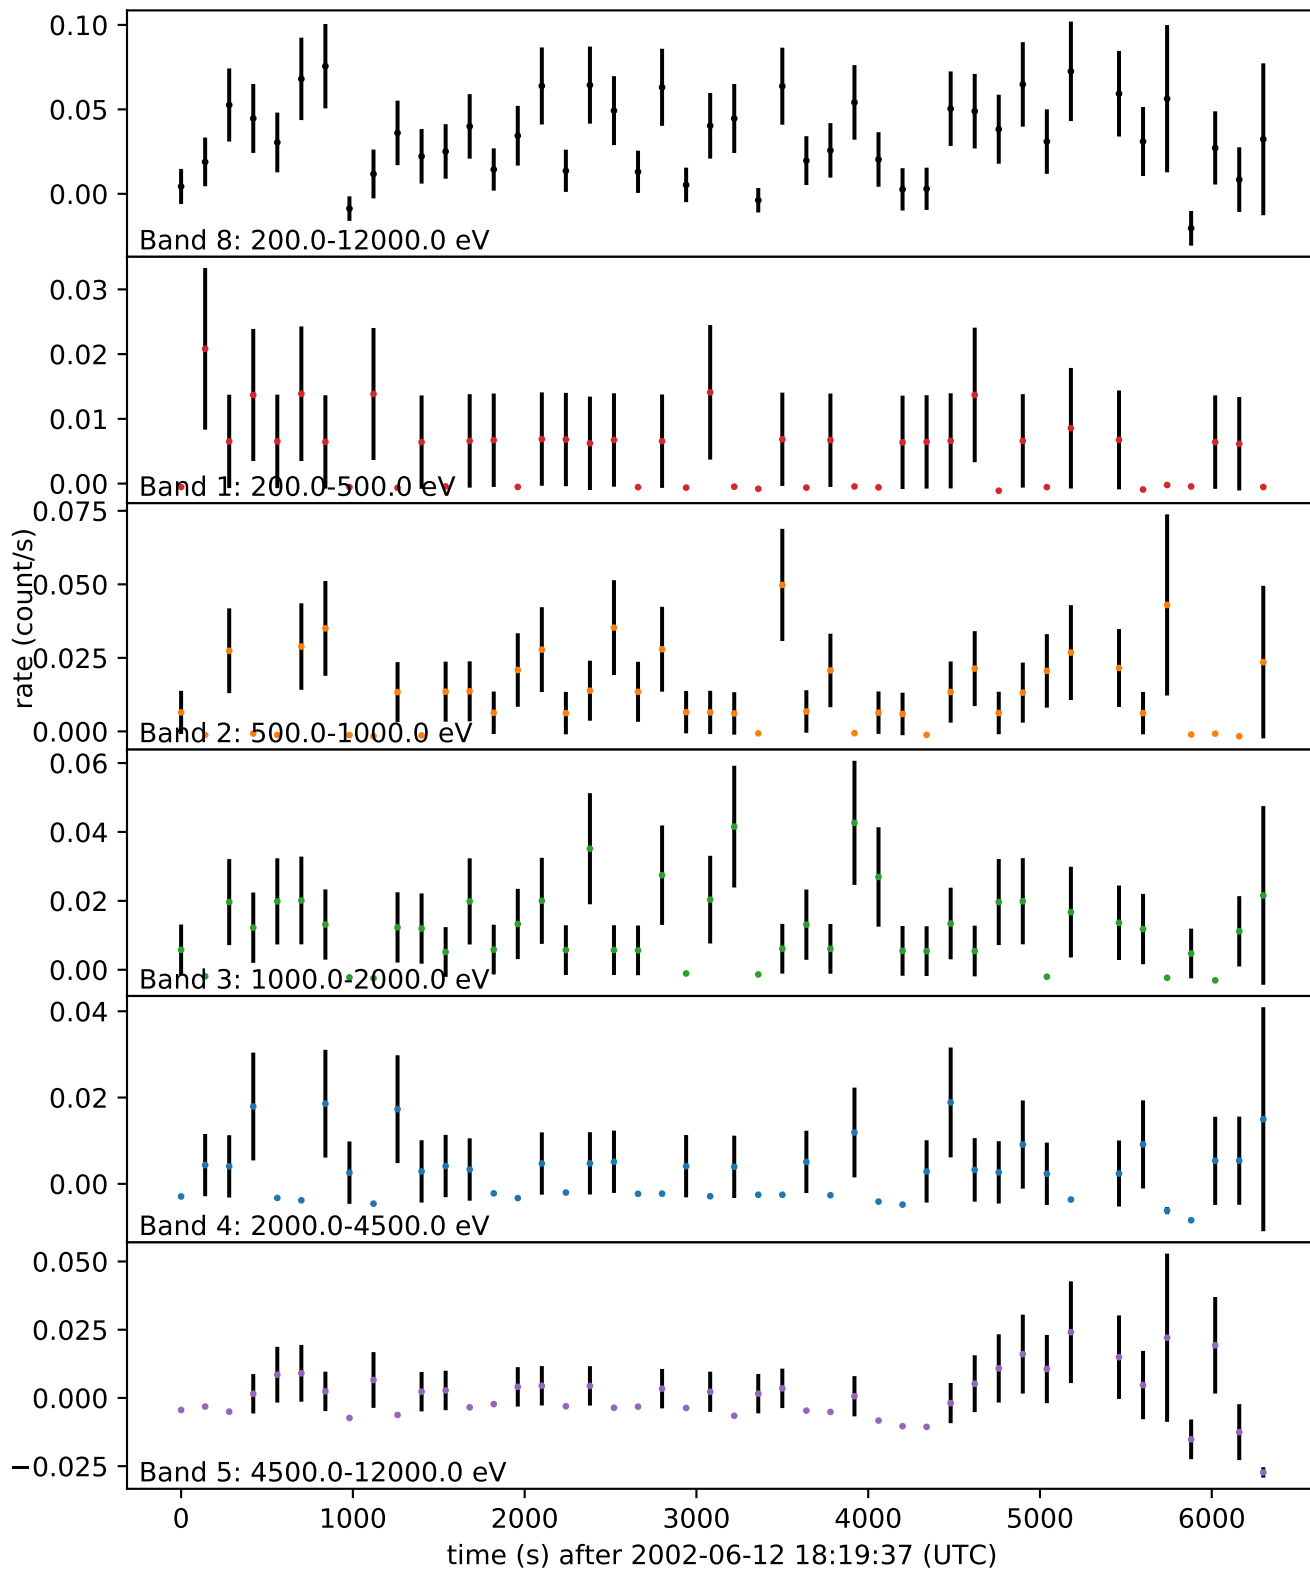 0.10
0.05
0.00
Band 8: 200.0-12000.0 eV
0.03
0.02
0.01
0.00
Band 1: 200.0-500.0 eV
0.075
0.050
0.025
0.000
Band 2: 500.0-1000.0 eV
rate (count/s)
0.06
0.04
0.02
0.00
Band 3: 1000.0-2000.0 eV
0.04
0.02
0.00
Band 4: 2000.0-4500.0 eV
0.050
0.025
0.000
−0.025
Band 5: 4500.0-12000.0 eV
0 1000 2000 3000 4000 5000 6000
time (s) after 2002-06-12 18:19:37 (UTC)